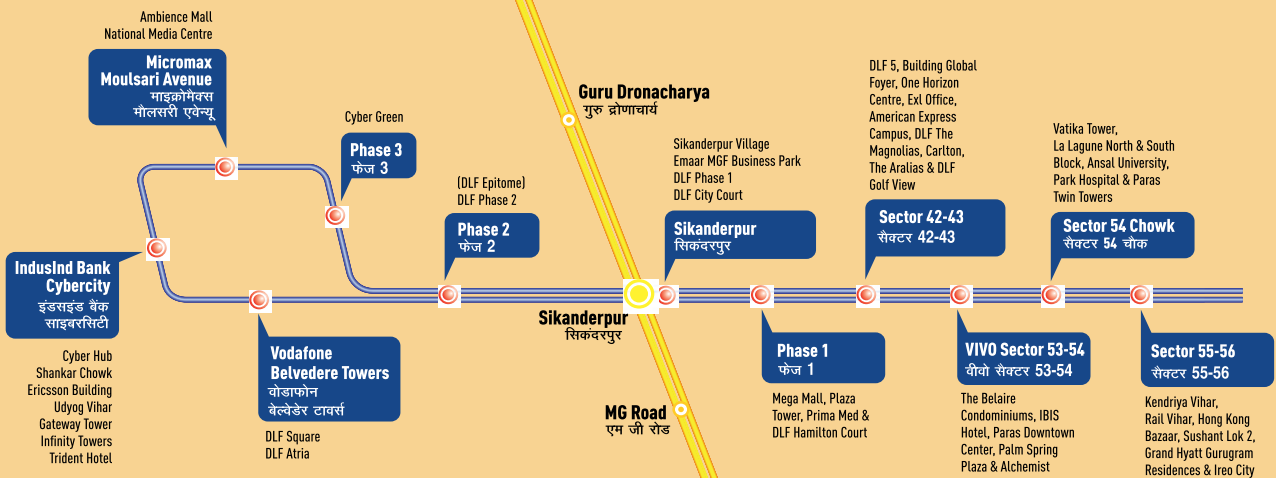 Ambience Mall
National Media Centre
Micromax
Moulsari Avenue
माइक्रोमैक्स
मौलसरी एवेन्यू
Cyber Green
Phase 3
फेज 3
(DLF Epitome)
DLF Phase 2
Phase 2
फेज 2
IndusInd Bank
Cybercity
इंडसइंड बैंक
साइबरसिटी
Cyber Hub
Shankar Chowk
Ericsson Building
Udyog Vihar
Gateway Tower
Infinity Towers
Trident Hotel
Vodafone
Belvedere Towers
वोडाफोन
बेल्वेडेर टावर्स
DLF Square
DLF Atria
Guru Dronacharya
गुरु द्रोणाचार्य
Sikanderpur
सिकंदरपुर
MG Road
एम जी रोड
Sikanderpur Village
Emaar MGF Business Park
DLF Phase 1
DLF City Court
Sikanderpur
सिकंदरपुर
Phase 1
फेज 1
Mega Mall, Plaza
Tower, Prima Med &
DLF Hamilton Court
DLF 5, Building Global
Foyer, One Horizon
Centre, Exl Office,
American Express
Campus, DLF The
Magnolias, Carlton,
The Aralias & DLF
Golf View
Sector 42-43
सैक्टर 42-43
VIVO Sector 53-54
वीवो सैक्टर 53-54
The Belaire
Condominiums, IBIS
Hotel, Paras Downtown
Center, Palm Spring
Plaza & Alchemist
Vatika Tower,
La Lagune North & South
Block, Ansal University,
Park Hospital & Paras
Twin Towers
Sector 54 Chowk
सैक्टर 54 चौक
Sector 55-56
सैक्टर 55-56
Kendriya Vihar,
Rail Vihar, Hong Kong
Bazaar, Sushant Lok 2,
Grand Hyatt Gurugram
Residences & Ireo City